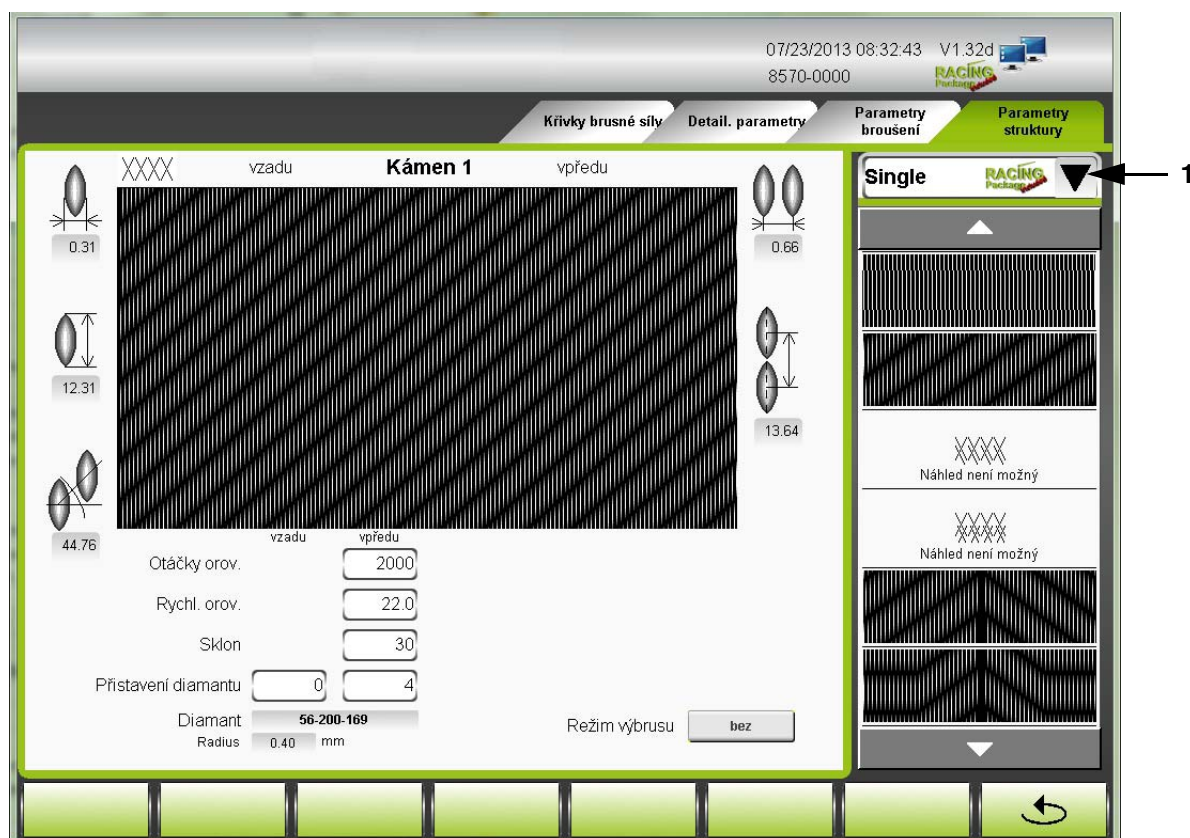 07/23/2013 08:32:43 V1.32d
8570-0000
RACING
Package
Křivky brusné síly
Detail. parametry
Parametry broušení
Parametry struktury
XXXX vzadu Kámen 1 vpředu
0.31
12.31
44.76
0.66
13.64
Single
RACING
Package
1
Náhled není možný
Náhled není možný
vzadu vpředu
Otáčky orov. 2000
Rychl. orov. 22.0
Sklon 30
Přistavení diamantu 0 4
Diamant 56-200-169
Radius 0.40 mm
Režim výbrusu bez